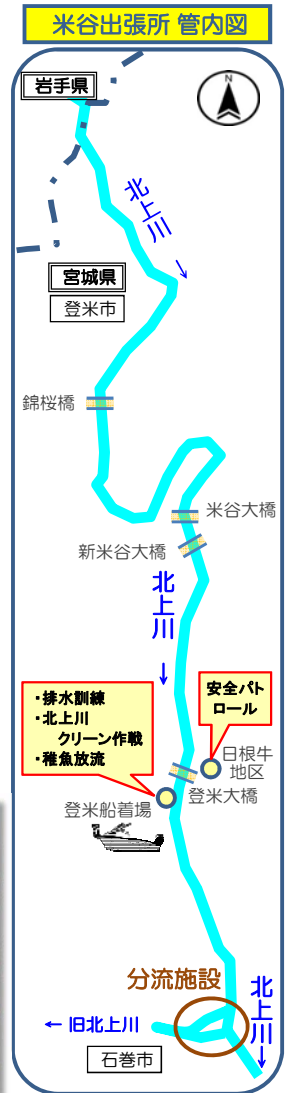 米谷出張所 管内図
岩手県
N
北上川
↓
宮城県
登米市
錦桜橋
米谷大橋
新米谷大橋
北上川
↓
・排水訓練
・北上川
クリーン作戦
・稚魚放流
安全パト
ロール
日根牛
地区
登米大橋
登米船着場
分流施設
北上川
↓
← 旧北上川
石巻市